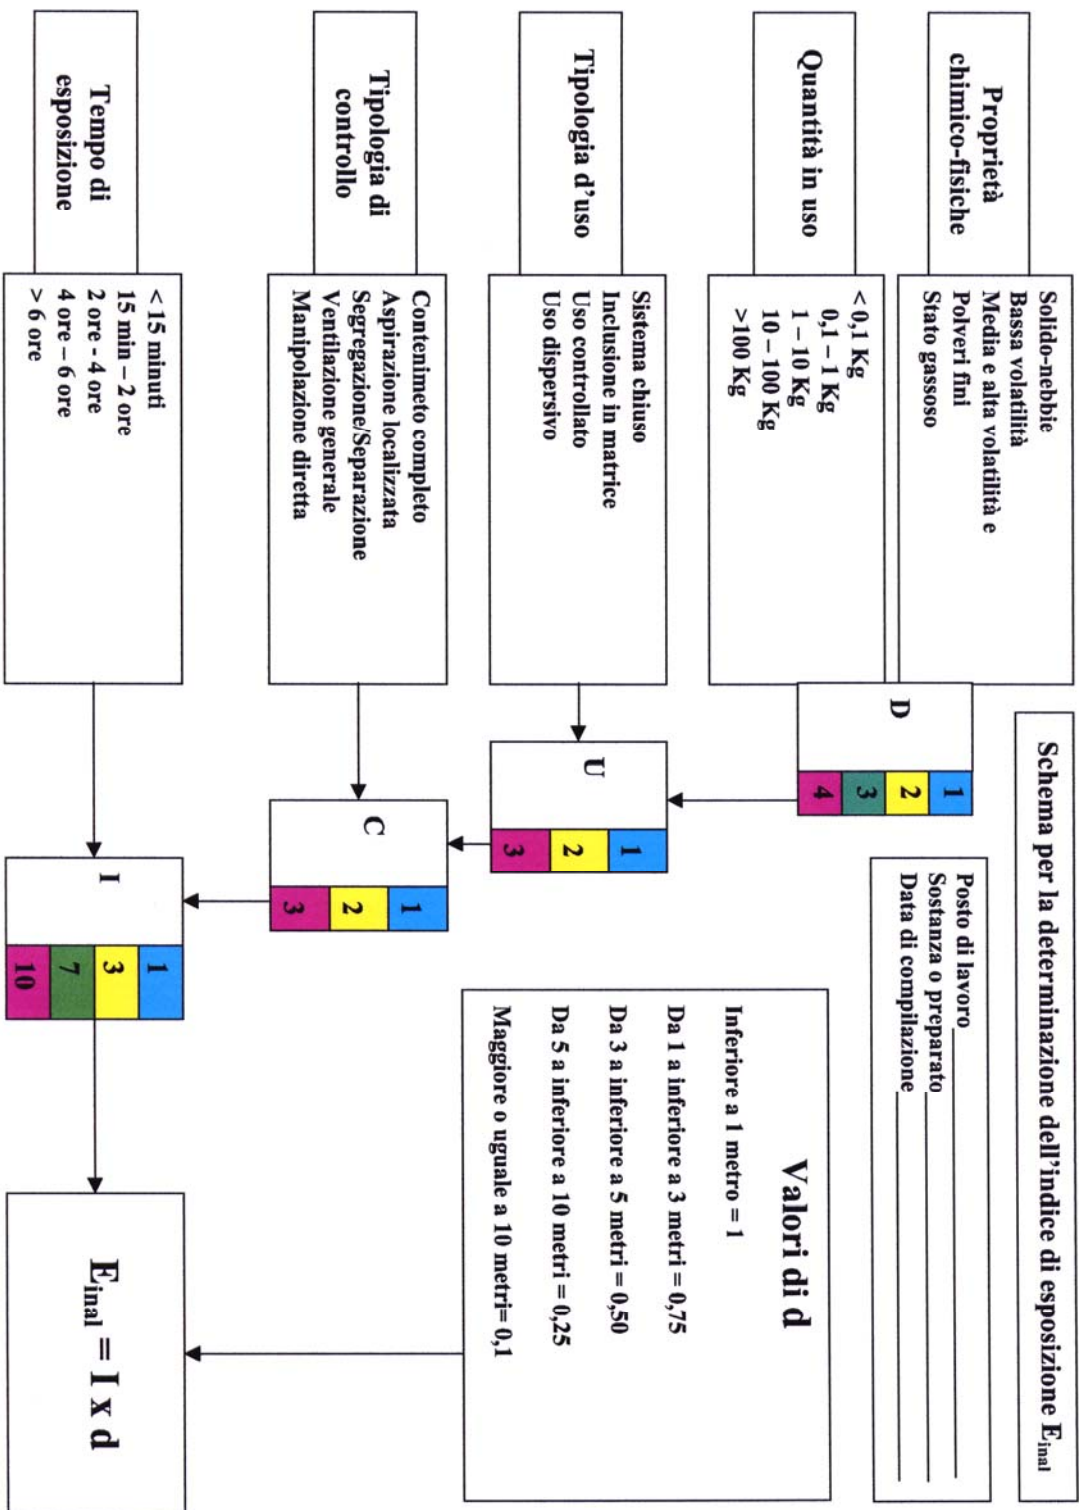 Schema per la determinazione dell'indice di esposizione Einal
Posto di lavoro
Sostanza o preparato
Data di compilazione
Proprietà
chimico-fisiche
Solido-nebbie
Bassa volatilità
Media e alta volatilità e
Polveri fini
Stato gassoso
Quantità in uso
< 0,1 Kg
0,1 – 1 Kg
1 – 10 Kg
10 – 100 Kg
>100 Kg
D
1
2
3
4
Tipologia d'uso
Sistema chiuso
Inclusione in matrice
Uso controllato
Uso dispersivo
U
1
2
3
Tipologia di
controllo
Contenimeto completo
Aspirazione localizzata
Segregazione/Separazione
Ventilazione generale
Manipolazione diretta
C
1
2
3
Tempo di
esposizione
< 15 minuti
15 min – 2 ore
2 ore - 4 ore
4 ore – 6 ore
> 6 ore
I
1
3
7
10
Valori di d
Inferiore a 1 metro = 1
Da 1 a inferiore a 3 metri = 0,75
Da 3 a inferiore a 5 metri = 0,50
Da 5 a inferiore a 10 metri = 0,25
Maggiore o uguale a 10 metri= 0,1
Einal = I x d